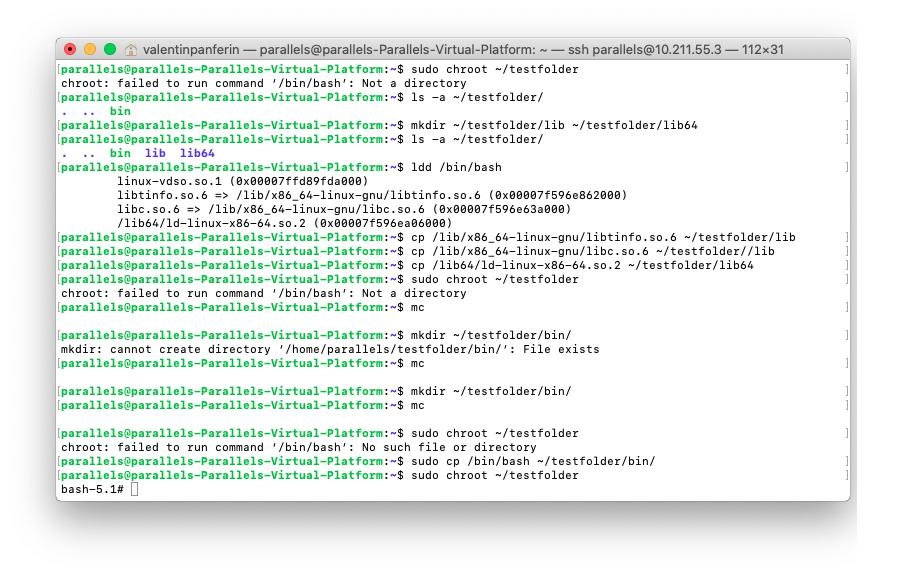 valentinpanferin — parallels@parallels-Parallels-Virtual-Platform: ~ — ssh parallels@10.211.55.3 — 112×31
[parallels@parallels-Parallels-Virtual-Platform:~$ sudo chroot ~/testfolder ]
chroot: failed to run command ‘/bin/bash’: Not a directory
[parallels@parallels-Parallels-Virtual-Platform:~$ ls -a ~/testfolder/ ]
. .. bin
[parallels@parallels-Parallels-Virtual-Platform:~$ mkdir ~/testfolder/lib ~/testfolder/lib64 ]
[parallels@parallels-Parallels-Virtual-Platform:~$ ls -a ~/testfolder/ ]
. .. bin lib lib64
[parallels@parallels-Parallels-Virtual-Platform:~$ ldd /bin/bash ]
linux-vdso.so.1 (0x00007ffd89fda000)
libtinfo.so.6 => /lib/x86_64-linux-gnu/libtinfo.so.6 (0x00007f596e862000)
libc.so.6 => /lib/x86_64-linux-gnu/libc.so.6 (0x00007f596e63a000)
/lib64/ld-linux-x86-64.so.2 (0x00007f596ea06000)
[parallels@parallels-Parallels-Virtual-Platform:~$ cp /lib/x86_64-linux-gnu/libtinfo.so.6 ~/testfolder/lib ]
[parallels@parallels-Parallels-Virtual-Platform:~$ cp /lib/x86_64-linux-gnu/libc.so.6 ~/testfolder//lib ]
[parallels@parallels-Parallels-Virtual-Platform:~$ cp /lib64/ld-linux-x86-64.so.2 ~/testfolder/lib64 ]
[parallels@parallels-Parallels-Virtual-Platform:~$ sudo chroot ~/testfolder ]
chroot: failed to run command ‘/bin/bash’: Not a directory
[parallels@parallels-Parallels-Virtual-Platform:~$ mc ]
[parallels@parallels-Parallels-Virtual-Platform:~$ mkdir ~/testfolder/bin/ ]
mkdir: cannot create directory ‘/home/parallels/testfolder/bin/’: File exists
[parallels@parallels-Parallels-Virtual-Platform:~$ mc ]
[parallels@parallels-Parallels-Virtual-Platform:~$ mkdir ~/testfolder/bin/ ]
[parallels@parallels-Parallels-Virtual-Platform:~$ mc ]
[parallels@parallels-Parallels-Virtual-Platform:~$ sudo chroot ~/testfolder ]
chroot: failed to run command ‘/bin/bash’: No such file or directory
[parallels@parallels-Parallels-Virtual-Platform:~$ sudo cp /bin/bash ~/testfolder/bin/ ]
[parallels@parallels-Parallels-Virtual-Platform:~$ sudo chroot ~/testfolder ]
bash-5.1#